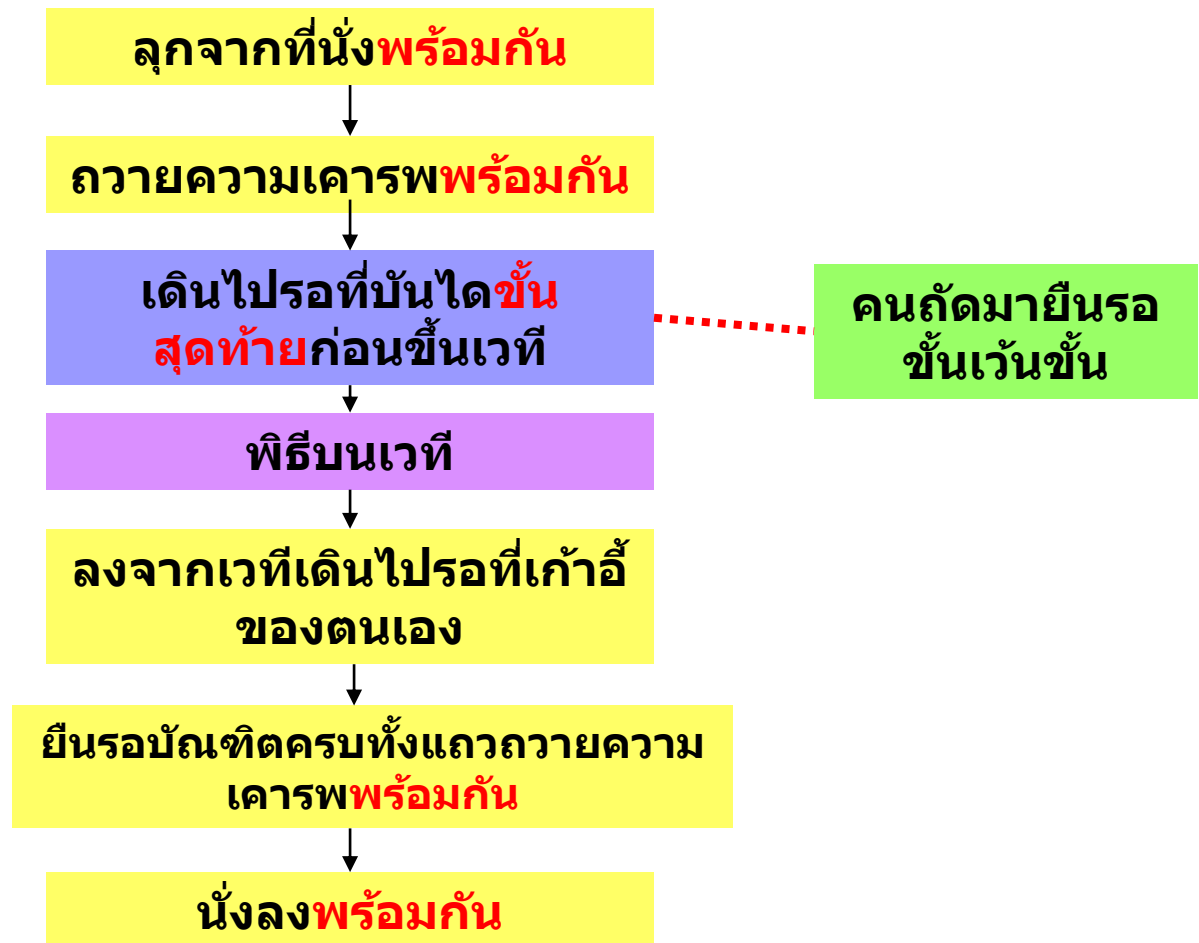 ลุกจากที่นั่งพร้อมกัน
ถวายความเคารพพร้อมกัน
เดินไปรอที่บันไดขั้น
สุดท้ายก่อนขึ้นเวที
คนถัดมายืนรอ
ขั้นเว้นขั้น
พิธีบนเวที
ลงจากเวทีเดินไปรอที่เก้าอี้
ของตนเอง
ยืนรอบัณฑิตครบทั้งแถวถวายความ
เคารพพร้อมกัน
นั่งลงพร้อมกัน